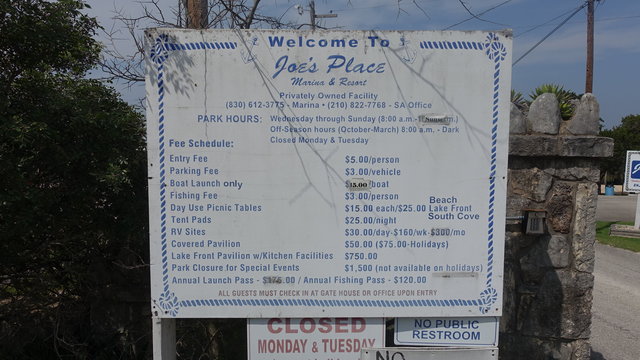 Welcome To
Joe's Place
Marina & Resort
Privately Owned Facility
(830) 612-3775 - Marina • (210) 822-7768 - SA Office
PARK HOURS: Wednesday through Sunday (8:00 a.m.-
Off-Season hours (October-March) 8:00 a.m. - Dark
Closed Monday & Tuesday
Fee Schedule:
Entry Fee $5.00/person
Parking Fee $3.00/vehicle
Boat Launch only 15.00 /boat
Fishing Fee $3.00/person
Day Use Picnic Tables $15.00 each/$25.00 Beach Lake Front South Cove
Tent Pads $25.00/night
RV Sites $30.00/day-$160/wk-$300/mo
Covered Pavilion $50.00 ($75.00-Holidays)
Lake Front Pavilion w/Kitchen Facilities $750.00
Park Closure for Special Events $1,500 (not available on holidays)
Annual Launch Pass - $175.00 / Annual Fishing Pass - $120.00
ALL GUESTS MUST CHECK IN AT GATE HOUSE OR OFFICE UPON ENTRY
CLOSED
MONDAY & TUESDAY
NO PUBLIC
RESTROOM
NO